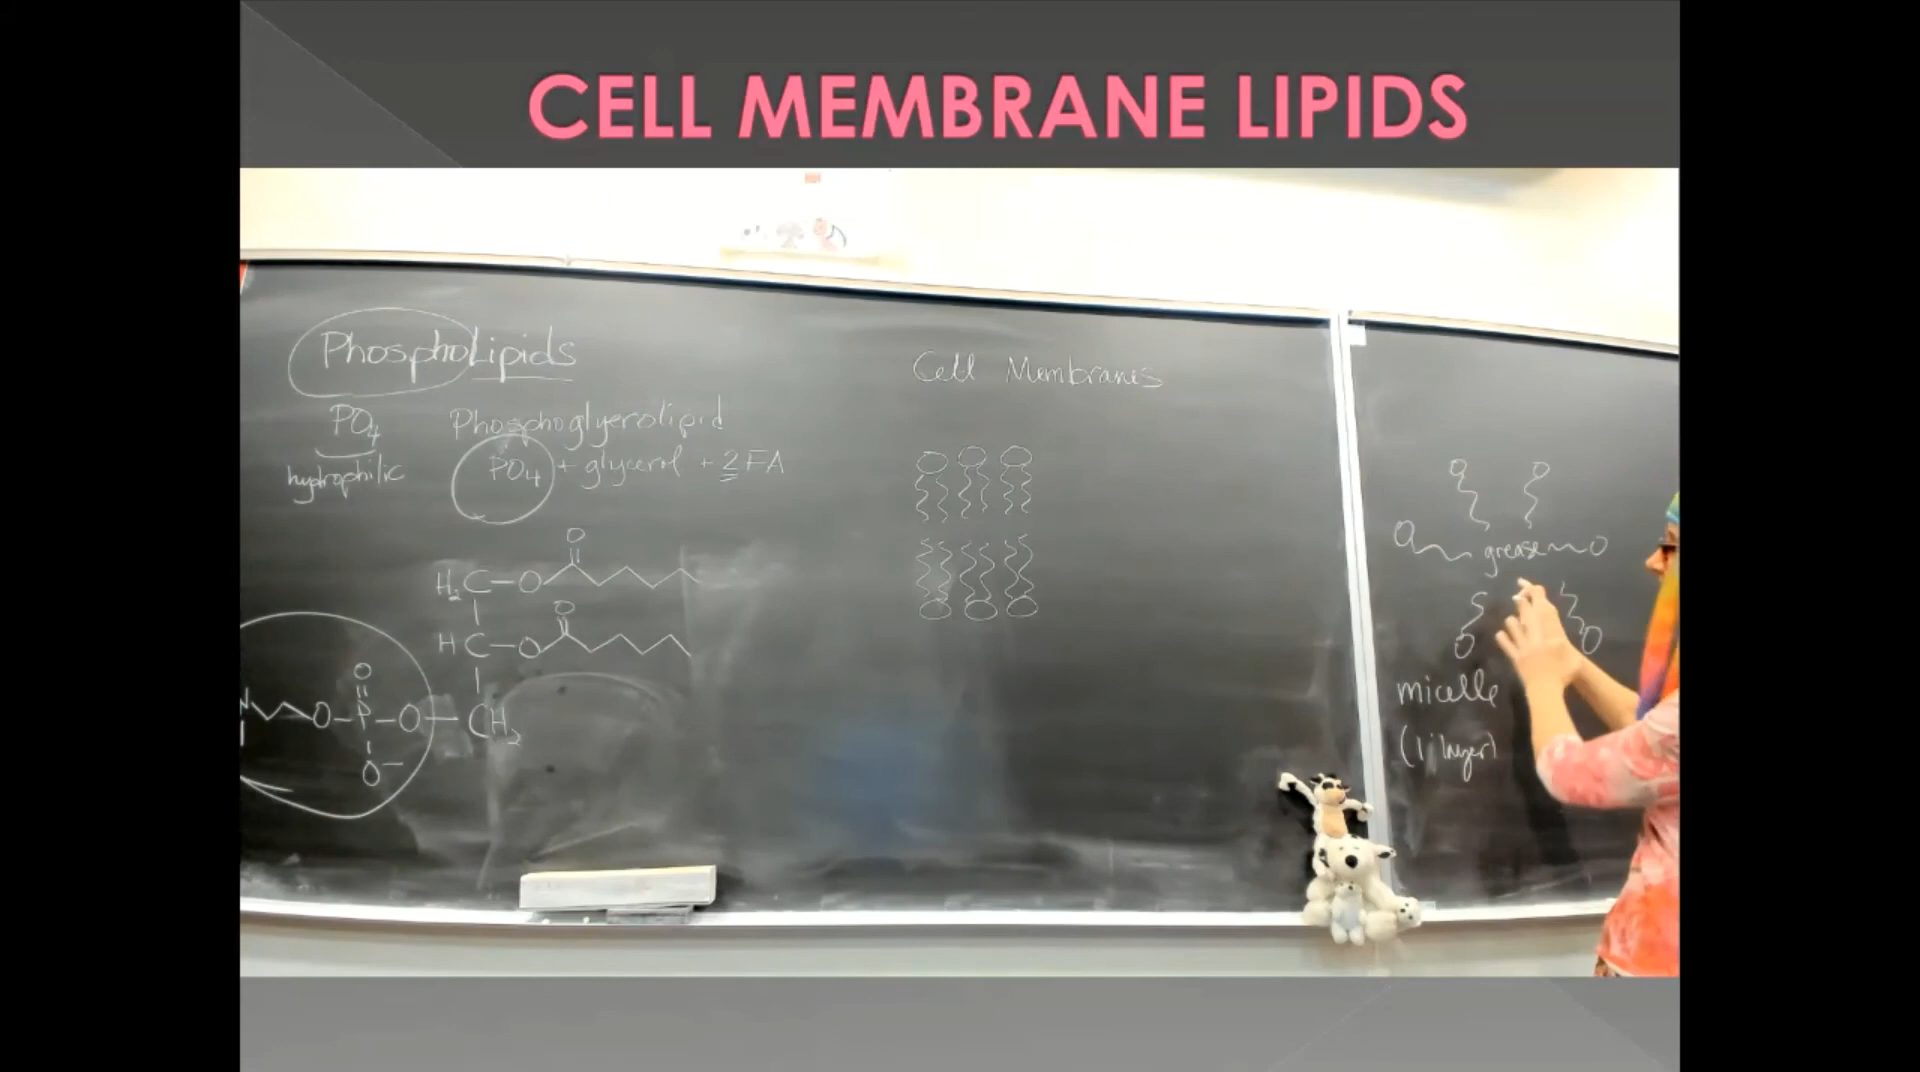 CELL MEMBRANE LIPIDS
PhosphoLipids
PO4
hydrophilic
Phosphoglycerolipid
PO4 + glycerol + 2 FA
O
H2C-O
O
HC-O
O
O-P-O-CH2
O-
Cell Membranes
grease
micelle
(1 layer)